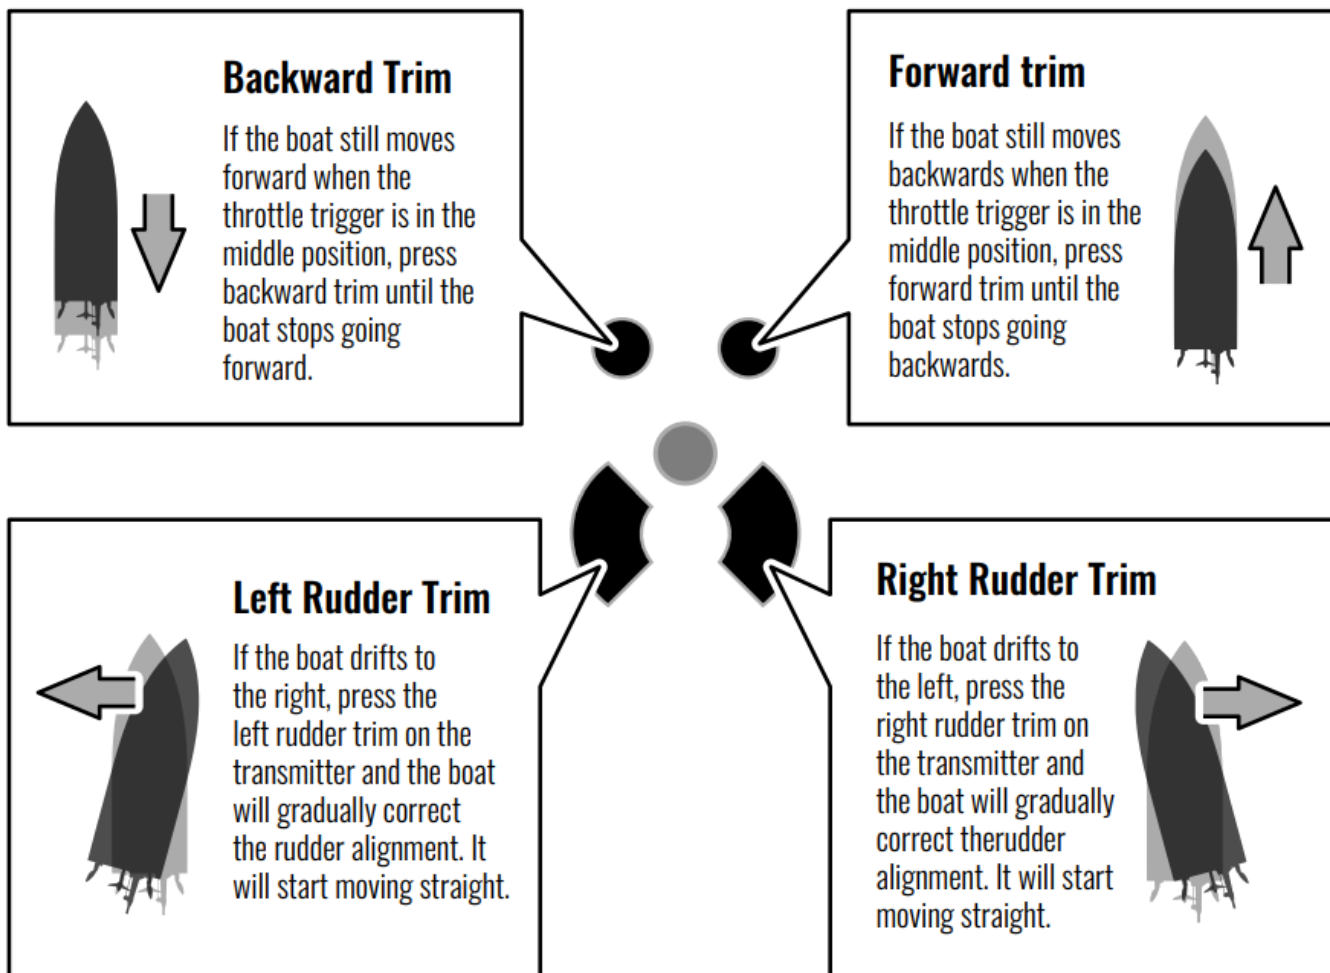 Backward Trim
If the boat still moves
forward when the
throttle trigger is in the
middle position, press
backward trim until the
boat stops going
forward.
Forward trim
If the boat still moves
backwards when the
throttle trigger is in the
middle position, press
forward trim until the
boat stops going
backwards.
Left Rudder Trim
If the boat drifts to
the right, press the
left rudder trim on the
transmitter and the boat
will gradually correct
the rudder alignment. It
will start moving straight.
Right Rudder Trim
If the boat drifts to
the left, press the
right rudder trim on
the transmitter and
the boat will gradually
correct therudder
alignment. It will start
moving straight.